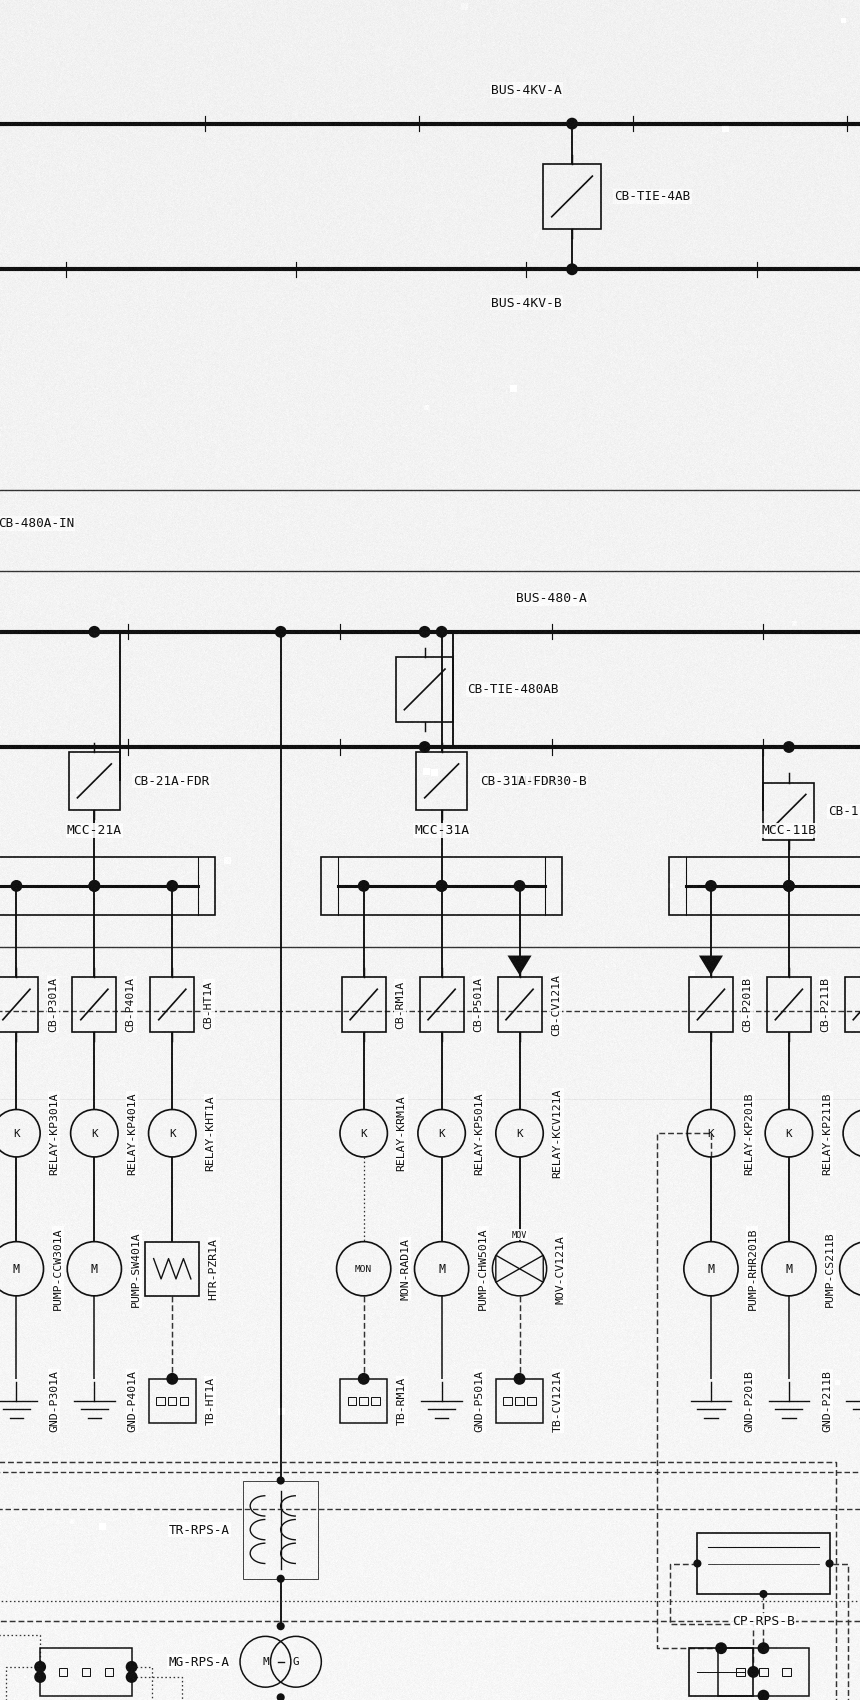 BUS-4KV-A
CB-TIE-4AB
BUS-4KV-B
CB-480A-IN
BUS-480-A
CB-TIE-480AB
CB-21A-FDR
CB-31A-FDR
80-B
CB-1
MCC-21A
MCC-31A
MCC-11B
CB-P301A
CB-P401A
CB-HT1A
CB-RM1A
CB-P501A
CB-CV121A
CB-P201B
CB-P211B
K
RELAY-KP301A
K
RELAY-KP401A
K
RELAY-KHT1A
K
RELAY-KRM1A
K
RELAY-KP501A
K
RELAY-KCV121A
K
RELAY-KP201B
K
RELAY-KP211B
M
PUMP-CCW301A
M
PUMP-SW401A
HTR-PZR1A
MON
MON-RAD1A
M
PUMP-CHW501A
MOV
MOV-CV121A
M
PUMP-RHR201B
M
PUMP-CS211B
GND-P301A
GND-P401A
TB-HT1A
TB-RM1A
GND-P501A
TB-CV121A
GND-P201B
GND-P211B
TR-RPS-A
CP-RPS-B
MG-RPS-A
M
G